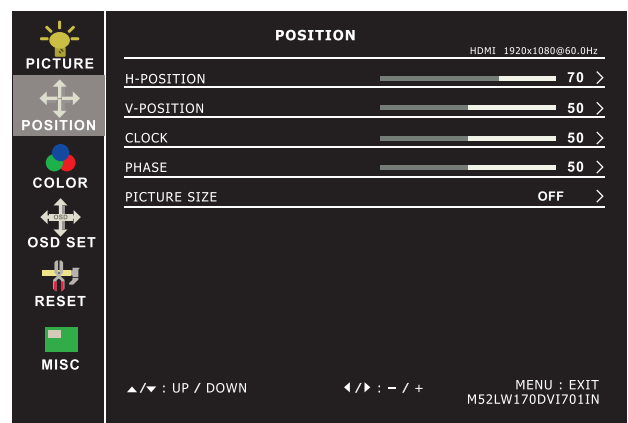 POSITION
HDMI 1920x1080@60.0Hz
PICTURE
POSITION
COLOR
OSD
OSD SET
RESET
MISC
H-POSITION 70 >
V-POSITION 50 >
CLOCK 50 >
PHASE 50 >
PICTURE SIZE OFF >
▲/▼ : UP / DOWN ◀/▶ : – / + MENU : EXIT
M52LW170DVI701IN